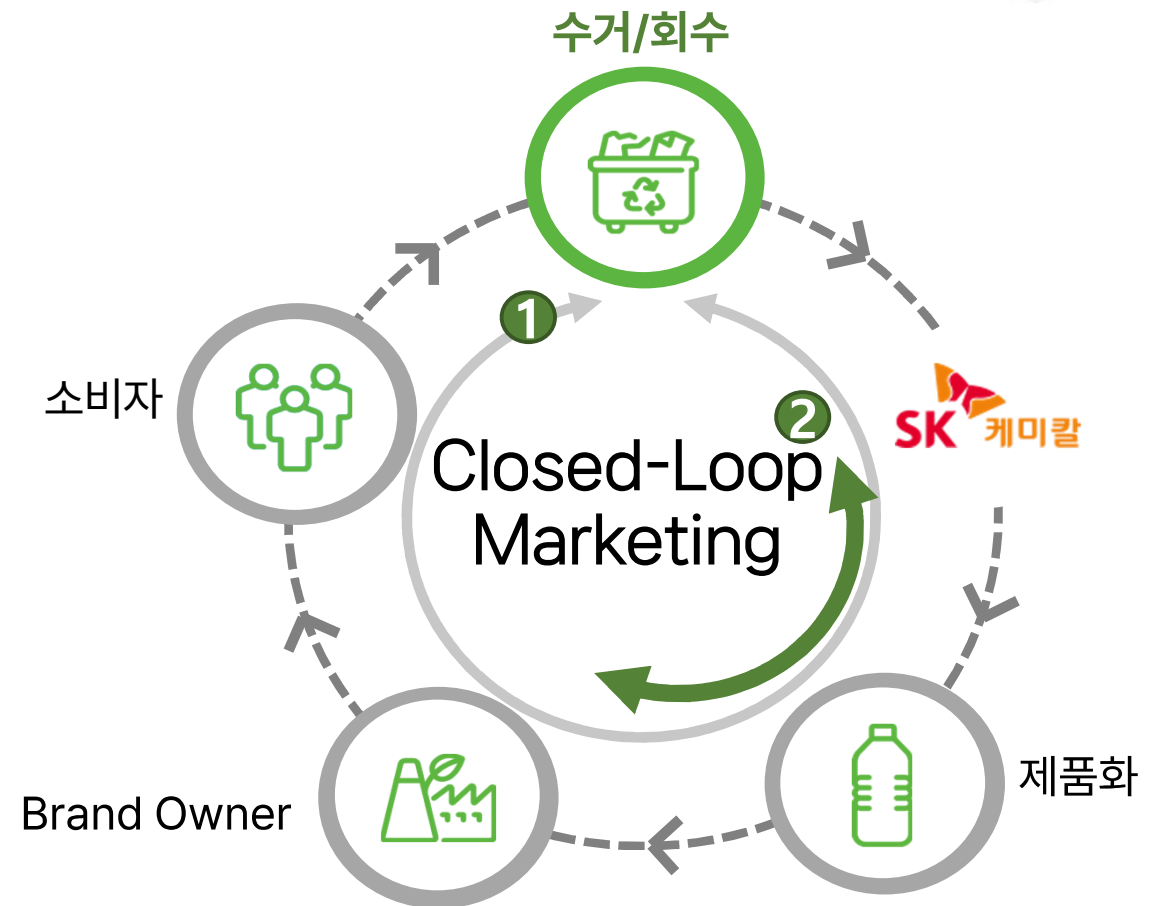 수거/회수
1
소비자
2
SK 케미칼
Closed-Loop
Marketing
제품화
Brand Owner